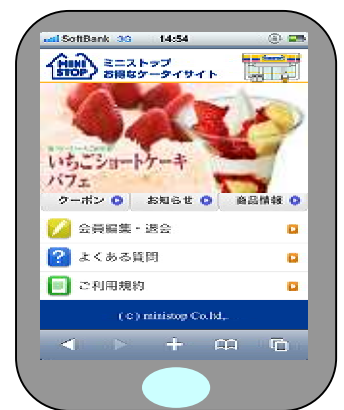 SoftBank 3G 14:54
MINI STOP
ミニストップ
お得なケータイサイト
いちごショートケーキ
パフェ
クーポン お知らせ 商品情報
会員編集・退会
? よくある質問
ご利用規約
(C) ministop Co.ltd,.